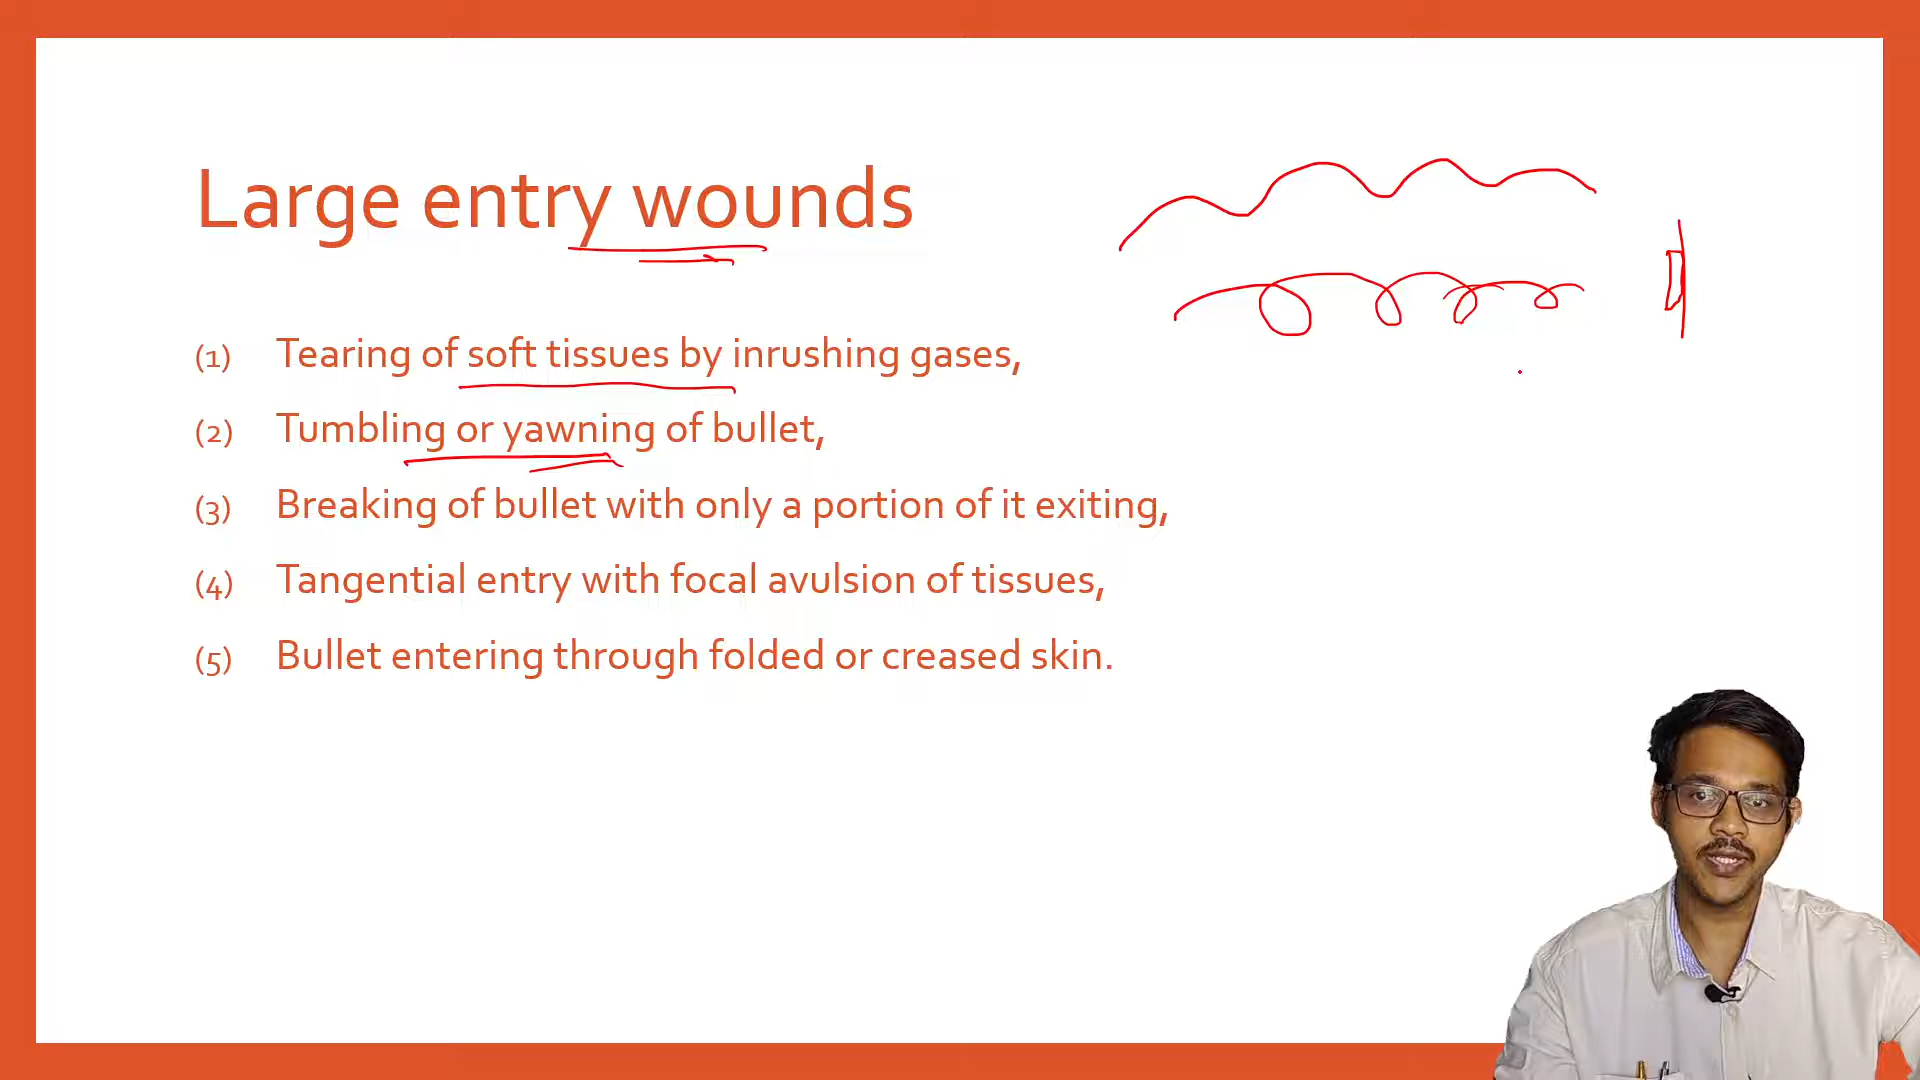 Large entry wounds
(1) Tearing of soft tissues by inrushing gases,
(2) Tumbling or yawning of bullet,
(3) Breaking of bullet with only a portion of it exiting,
(4) Tangential entry with focal avulsion of tissues,
(5) Bullet entering through folded or creased skin.